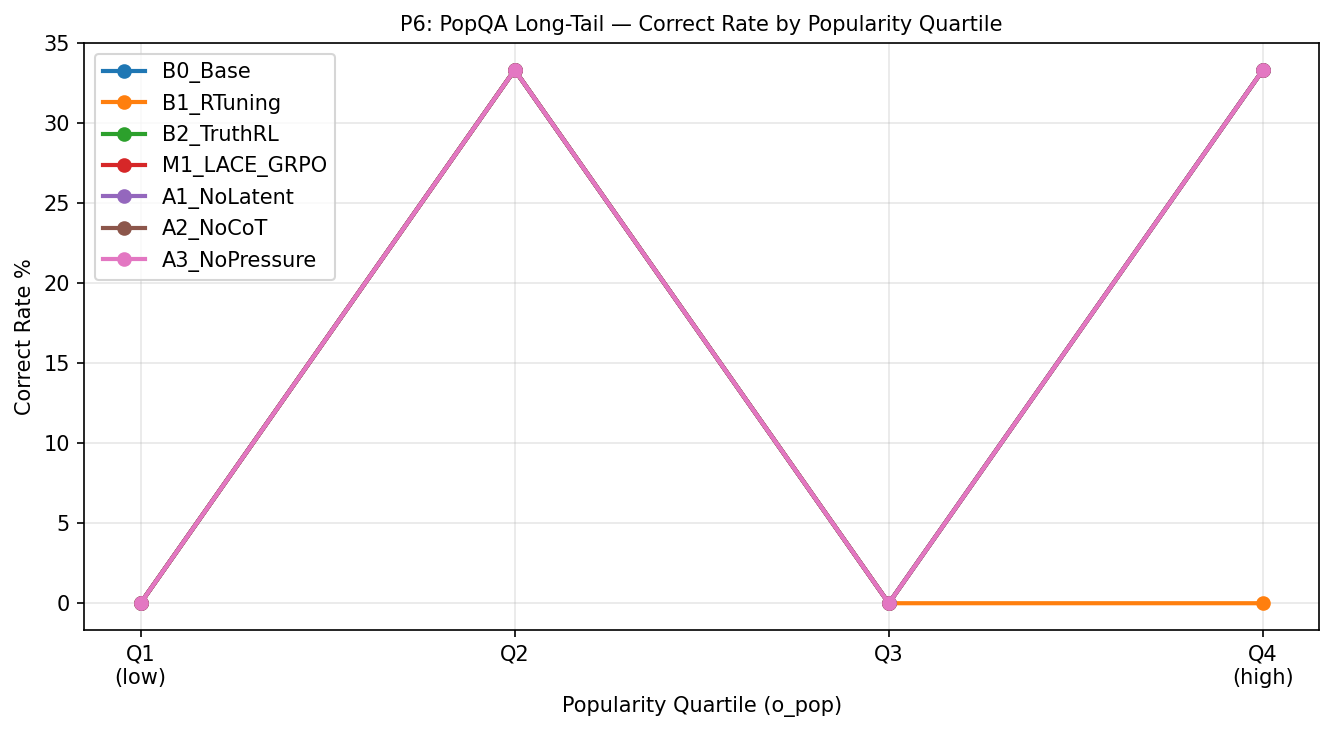 P6: PopQA Long-Tail — Correct Rate by Popularity Quartile
35
30
25
20
15
10
5
0
Correct Rate %
B0_Base
B1_RTuning
B2_TruthRL
M1_LACE_GRPO
A1_NoLatent
A2_NoCoT
A3_NoPressure
Q1
(low)
Q2
Q3
Q4
(high)
Popularity Quartile (o_pop)